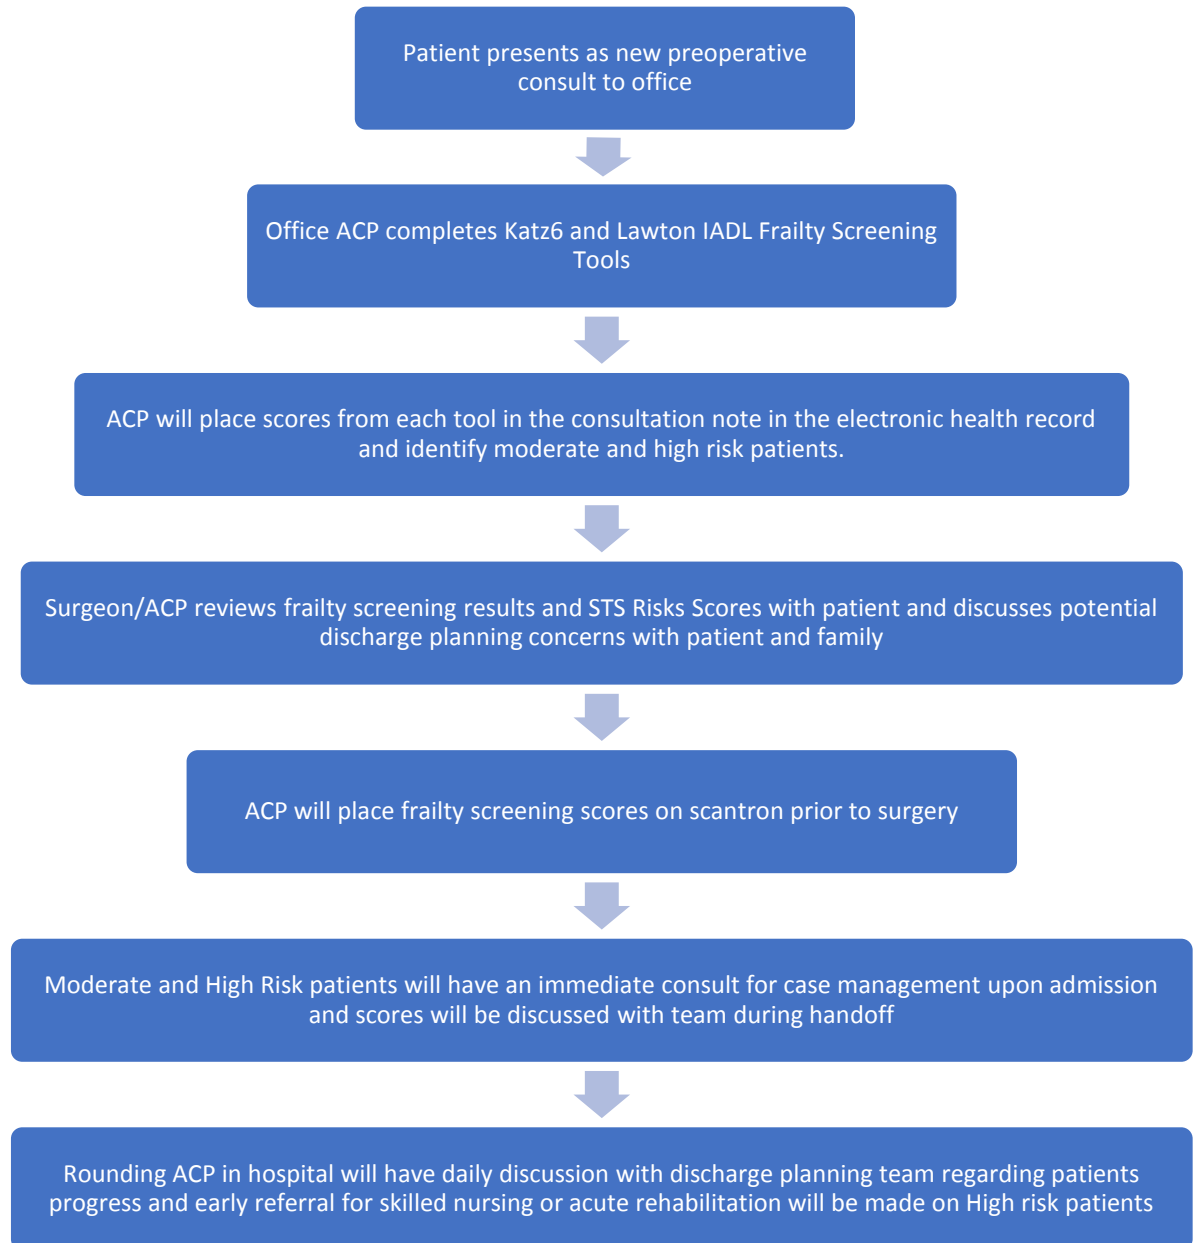 Patient presents as new preoperative
consult to office
Office ACP completes Katz6 and Lawton IADL Frailty Screening
Tools
ACP will place scores from each tool in the consultation note in the electronic health record
and identify moderate and high risk patients.
Surgeon/ACP reviews frailty screening results and STS Risks Scores with patient and discusses potential
discharge planning concerns with patient and family
ACP will place frailty screening scores on scantron prior to surgery
Moderate and High Risk patients will have an immediate consult for case management upon admission
and scores will be discussed with team during handoff
Rounding ACP in hospital will have daily discussion with discharge planning team regarding patients
progress and early referral for skilled nursing or acute rehabilitation will be made on High risk patients